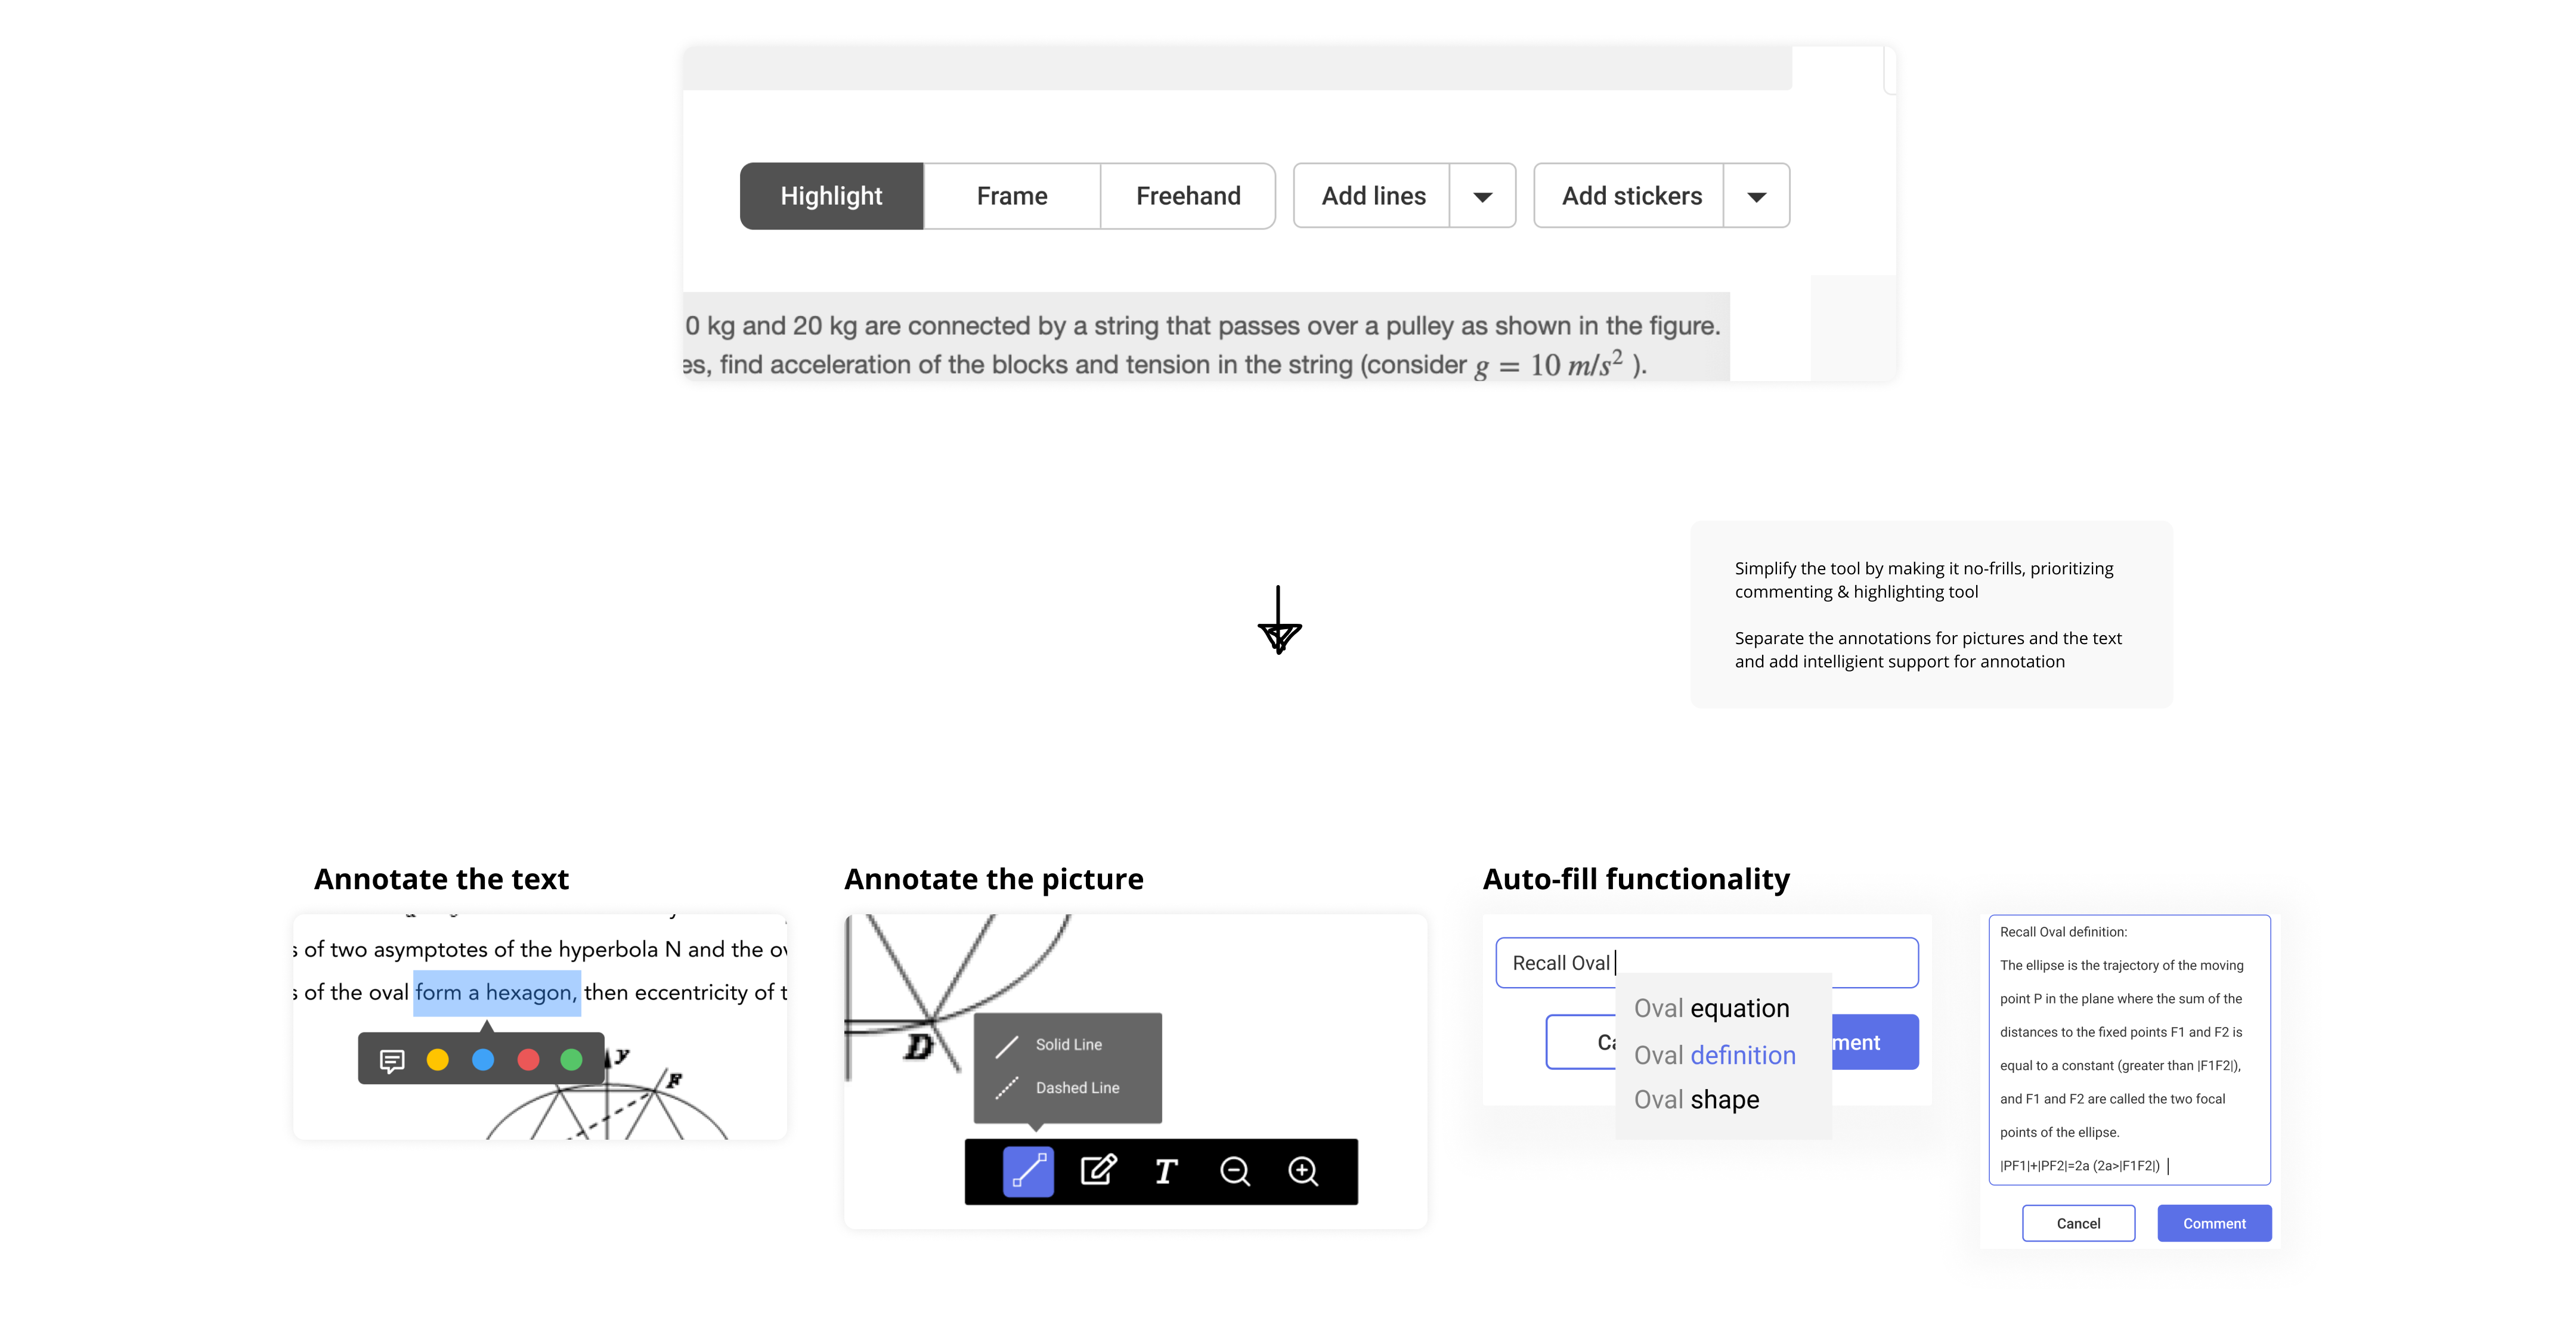 Highlight
Frame
Freehand
Add lines
Add stickers
0 kg and 20 kg are connected by a string that passes over a pulley as shown in the figure.
es, find acceleration of the blocks and tension in the string (consider g = 10 m/s² ).
Simplify the tool by making it no-frills, prioritizing
commenting & highlighting tool
Separate the annotations for pictures and the text
and add intelligient support for annotation
Annotate the text
s of two asymptotes of the hyperbola N and the ov
s of the oval form a hexagon, then eccentricity of t
y
F
Annotate the picture
D
Solid Line
Dashed Line
T
Auto-fill functionality
Recall Oval
Oval equation
Oval definition
Oval shape
Ca
ment
Recall Oval definition:
The ellipse is the trajectory of the moving
point P in the plane where the sum of the
distances to the fixed points F1 and F2 is
equal to a constant (greater than |F1F2|),
and F1 and F2 are called the two focal
points of the ellipse.
|PF1|+|PF2|=2a (2a>|F1F2|)
Cancel
Comment